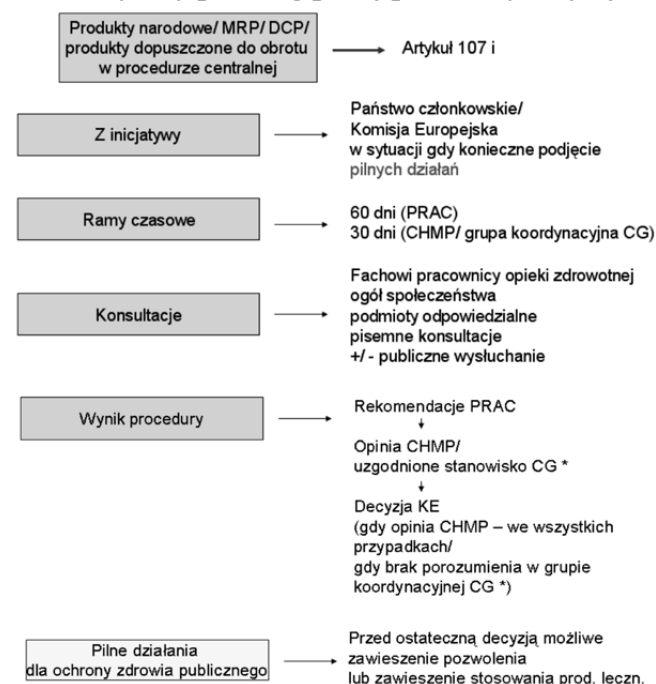 Produkty narodowe/ MRP/ DCP/
produkty dopuszczone do obrotu
w procedurze centralnej
Artykuł 107 i
Z inicjatywy
Państwo członkowskie/
Komisja Europejska
w sytuacji gdy konieczne podjęcie
pilnych działań
Ramy czasowe
60 dni (PRAC)
30 dni (CHMP/ grupa koordynacyjna CG)
Konsultacje
Fachowi pracownicy opieki zdrowotnej
ogół społeczeństwa
podmioty odpowiedzialne
pisemne konsultacje
+/ - publiczne wysłuchanie
Wynik procedury
Rekomendacje PRAC
Opinia CHMP/
uzgodnione stanowisko CG *
Decyzja KE
(gdy opinia CHMP – we wszystkich
przypadkach/
gdy brak porozumienia w grupie
koordynacyjnej CG *)
Pilne działania
dla ochrony zdrowia publicznego
Przed ostateczną decyzją możliwe
zawieszenie pozwolenia
lub zawieszenie stosowania prod. leczn.